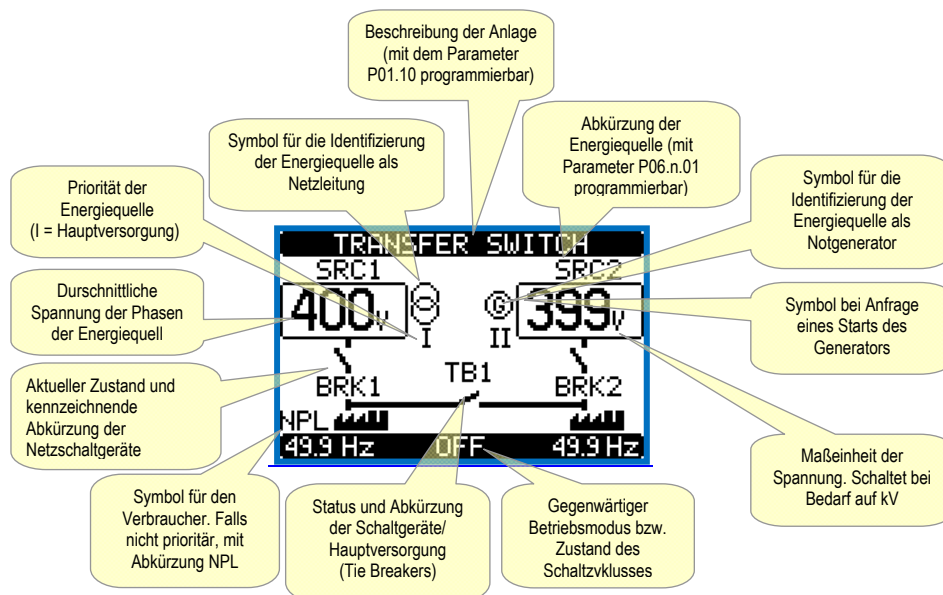 Beschreibung der Anlage
(mit dem Parameter
P01.10 programmierbar)
Symbol für die Identifizierung
der Energiequelle als
Netzleitung
Abkürzung der
Energiequelle (mit
Parameter P06.n.01
programmierbar)
Priorität der
Energiequelle
(I = Hauptversorgung)
Symbol für die
Identifizierung der
Energiequelle als
Notgenerator
Durschnittliche
Spannung der Phasen
der Energiequell
Symbol bei Anfrage
eines Starts des
Generators
TRANSFER SWITCH
SRC1 SRC2
400V G 399V
I II
TB1
BRK1 BRK2
NPL
49.9 Hz OFF 49.9 Hz
Aktueller Zustand und
kennzeichnende
Abkürzung der
Netzschaltgeräte
Maßeinheit der
Spannung. Schaltet bei
Bedarf auf kV
Symbol für den
Verbraucher. Falls
nicht prioritär, mit
Abkürzung NPL
Status und Abkürzung
der Schaltgeräte/
Hauptversorgung
(Tie Breakers)
Gegenwärtiger
Betriebsmodus bzw.
Zustand des
Schaltzvklusses